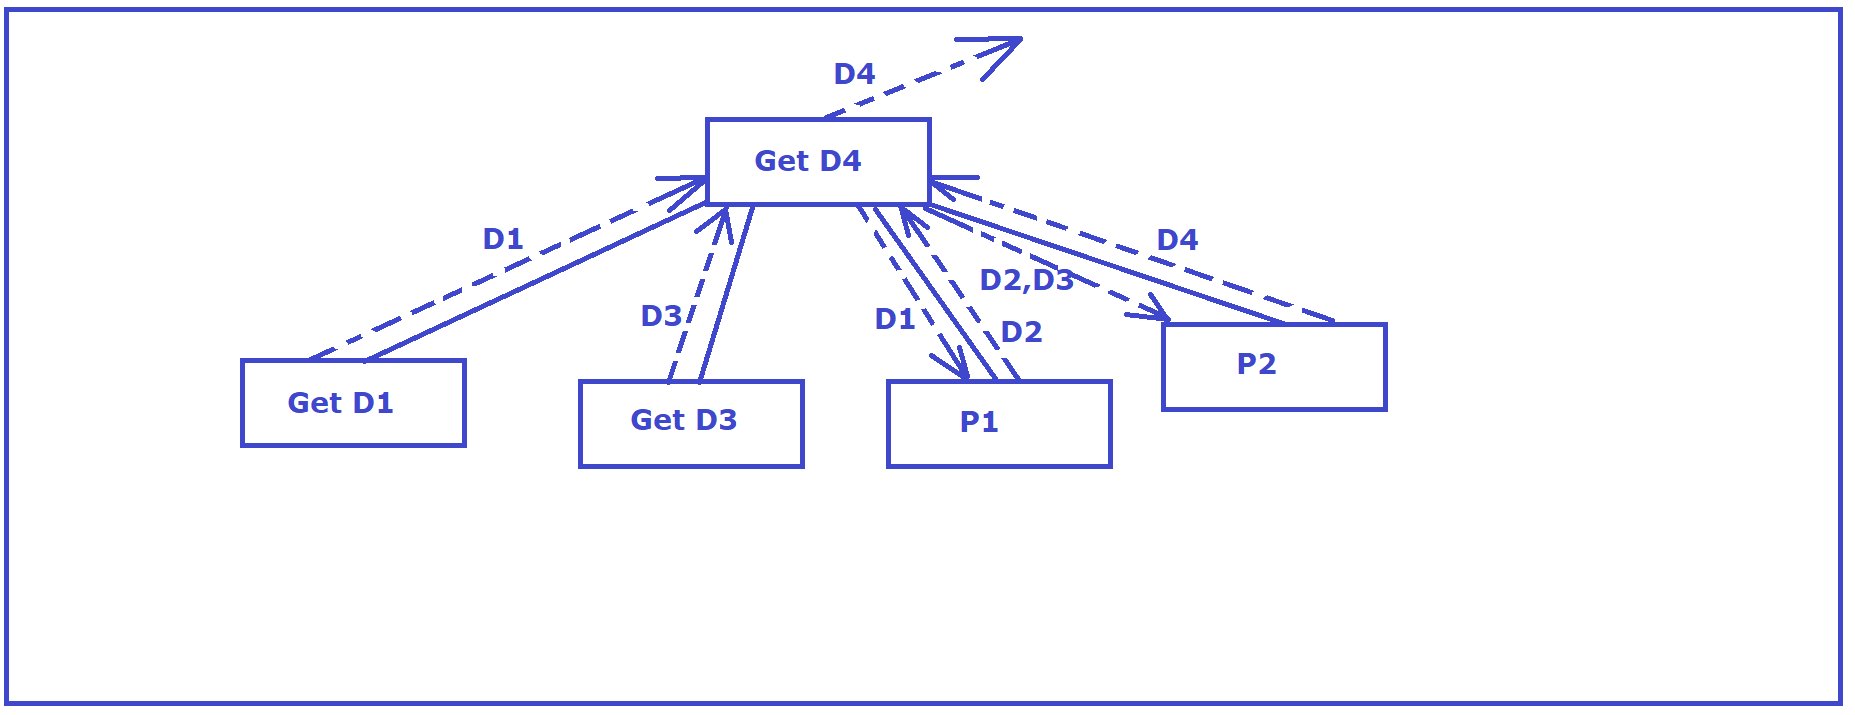 D4
Get D4
D1
D4
D2,D3
D3
D1
D2
P2
Get D1
Get D3
P1